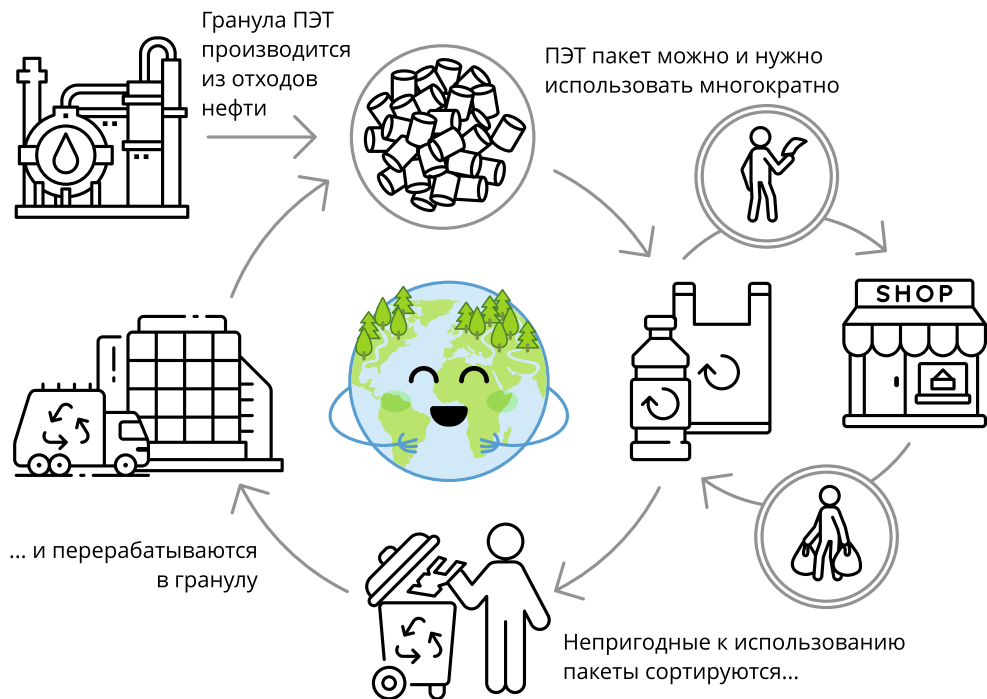 Гранула ПЭТ
производится
из отходов
нефти
ПЭТ пакет можно и нужно
использовать многократно
SHOP
... и перерабатываются
в гранулу
Непригодные к использованию
пакеты сортируются...